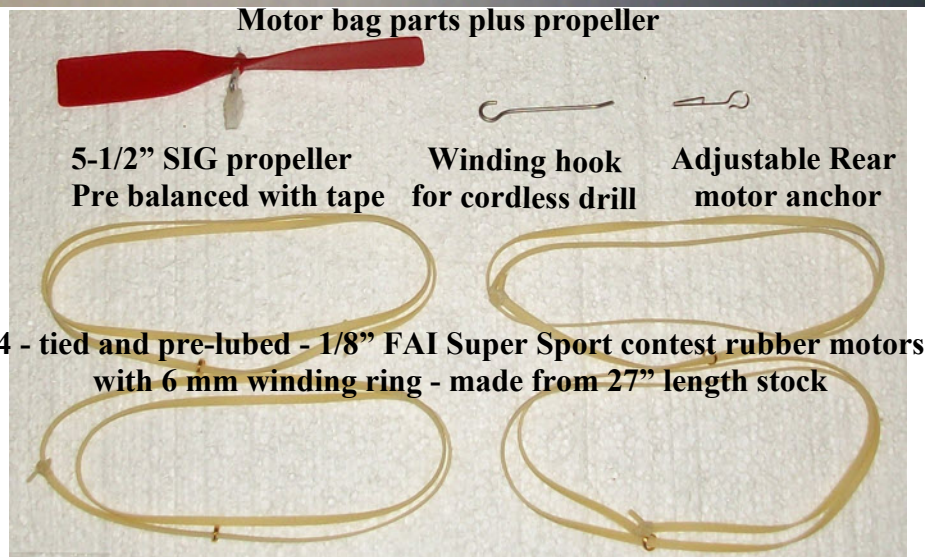 Motor bag parts plus propeller
5-1/2” SIG propeller
Pre balanced with tape
Winding hook
for cordless drill
Adjustable Rear
motor anchor
4 - tied and pre-lubed - 1/8” FAI Super Sport contest rubber motors
with 6 mm winding ring - made from 27” length stock